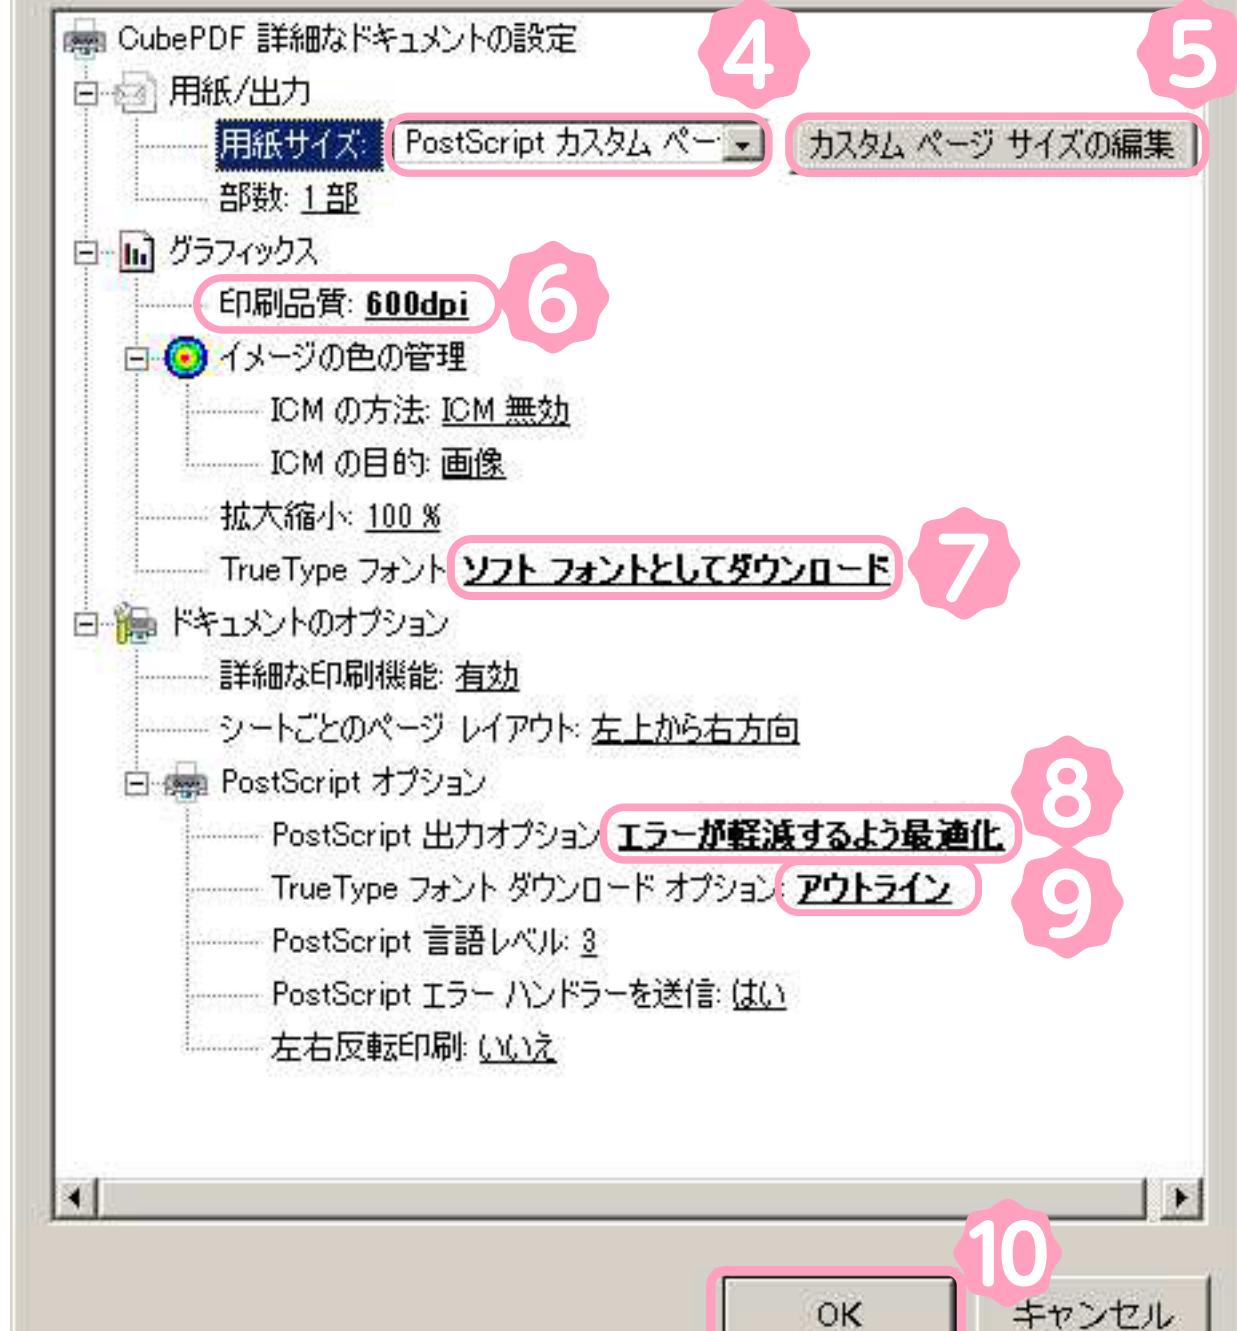 CubePDF 詳細なドキュメントの設定
4
5
用紙/出力
用紙サイズ: PostScript カスタム ペー カスタム ページ サイズの編集
部数: 1 部
グラフィックス
印刷品質: 600dpi
6
イメージの色の管理
ICM の方法: ICM 無効
ICM の目的: 画像
拡大縮小: 100 %
TrueType フォント ソフト フォントとしてダウンロード
7
ドキュメントのオプション
詳細な印刷機能: 有効
シートごとのページ レイアウト: 左上から右方向
PostScript オプション
8
PostScript 出力オプション エラーが軽減するよう最適化
TrueType フォント ダウンロード オプション: アウトライン
9
PostScript 言語レベル: 3
PostScript エラー ハンドラーを送信: はい
左右反転印刷: いいえ
10
OK キャンセル